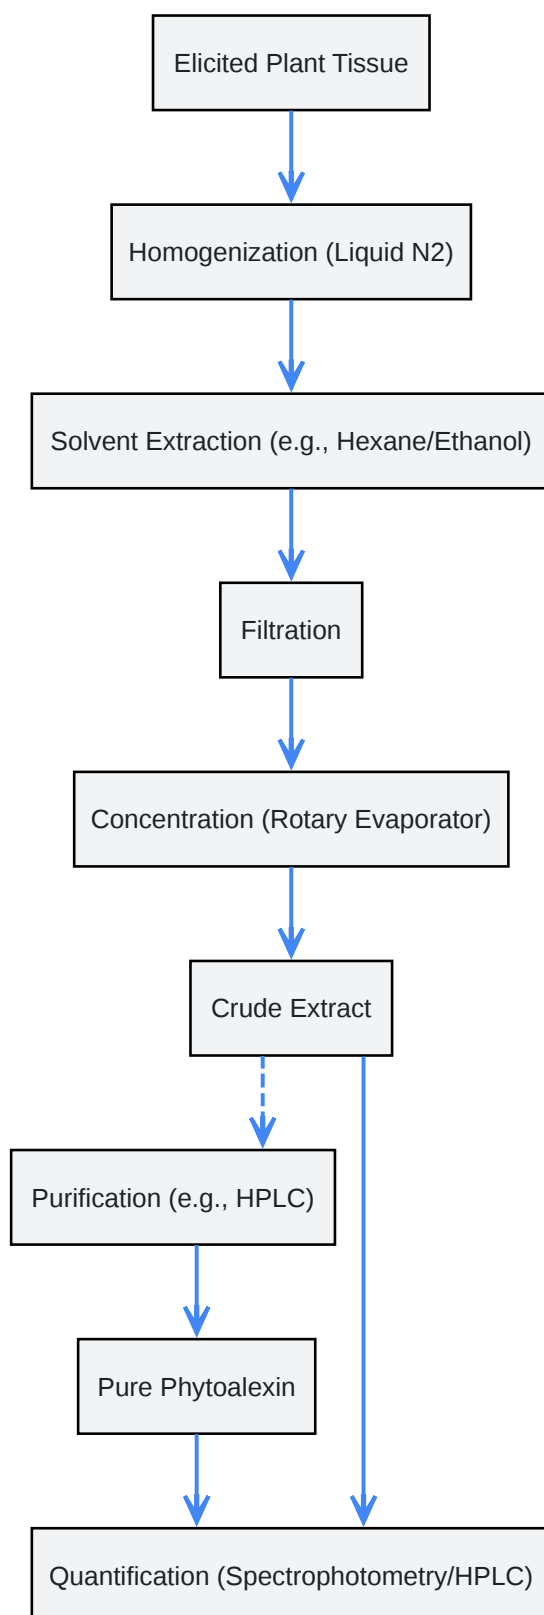 Elicited Plant Tissue
Homogenization (Liquid N2)
Solvent Extraction (e.g., Hexane/Ethanol)
Filtration
Concentration (Rotary Evaporator)
Crude Extract
Purification (e.g., HPLC)
Pure Phytoalexin
Quantification (Spectrophotometry/HPLC)